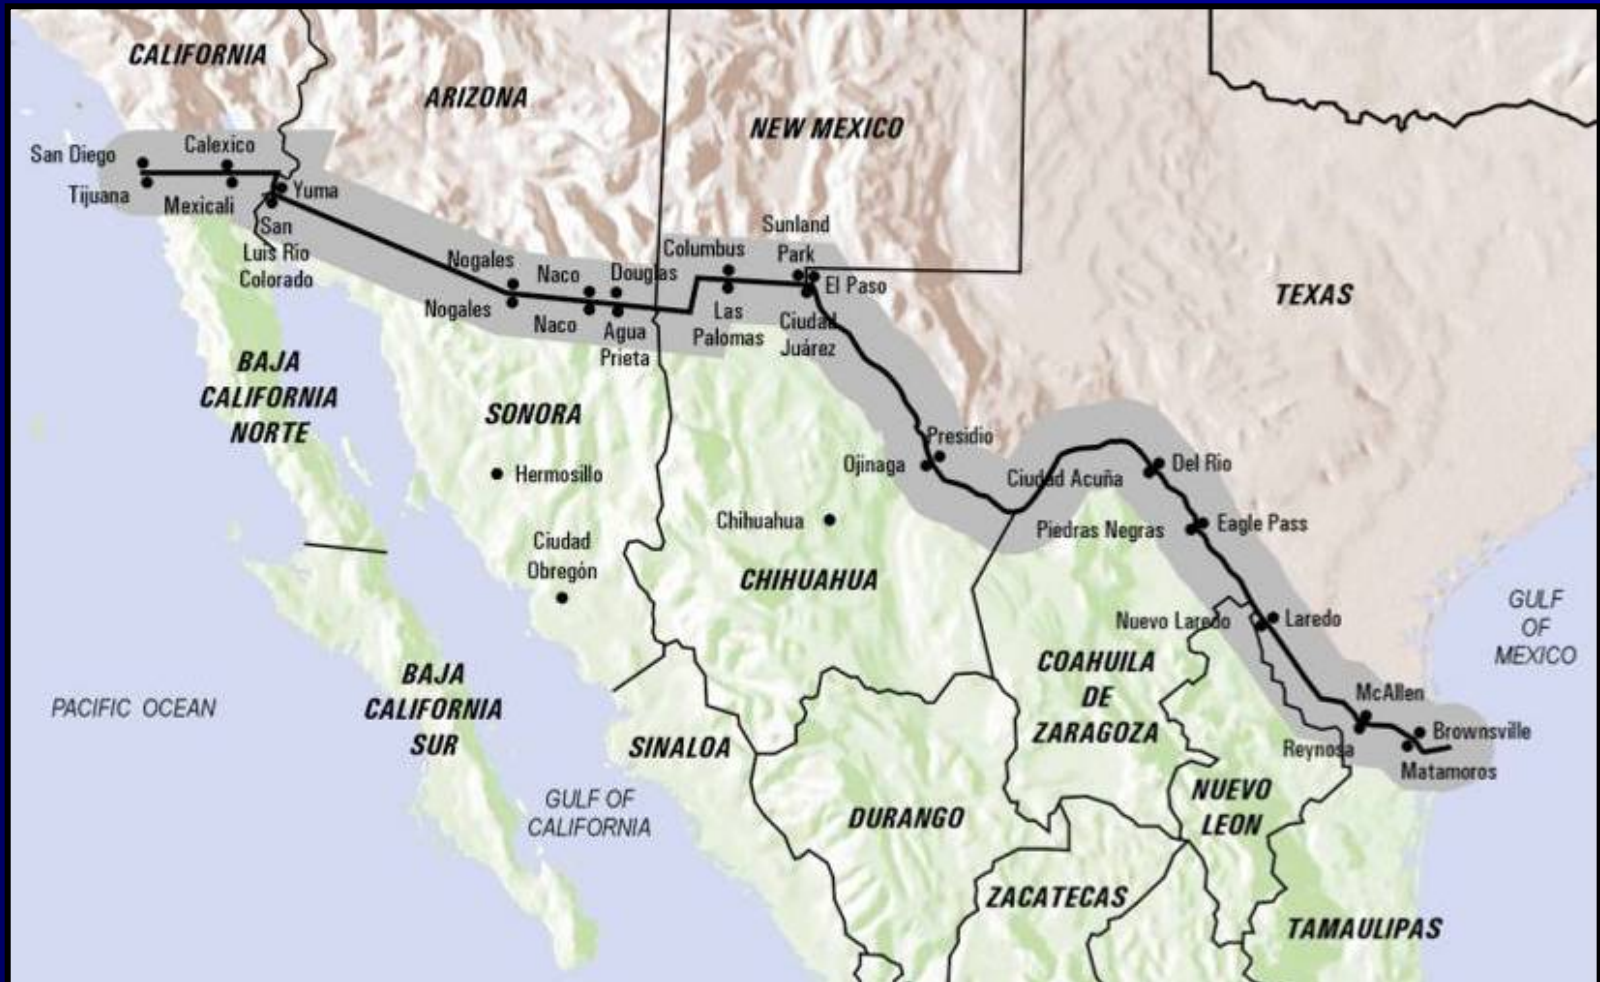 CALIFORNIA
ARIZONA
NEW MEXICO
San Diego
Calexico
Tijuana
Mexicali
Yuma
San
Luis Rio
Colorado
Nogales
Naco
Douglas
Nogales
Naco
Agua
Prieta
Columbus
Sunland
Park
El Paso
Las
Palomas
Ciudad
Juárez
TEXAS
BAJA
CALIFORNIA
NORTE
SONORA
Hermosillo
Ciudad
Obregón
Chihuahua
CHIHUAHUA
Presidio
Ojinaga
Ciudad Acuña
Del Rio
Piedras Negras
Eagle Pass
Nuevo Laredo
Laredo
GULF
OF
MEXICO
COAHUILA
DE
ZARAGOZA
McAllen
Brownsville
Reynosa
Matamoros
PACIFIC OCEAN
BAJA
CALIFORNIA
SUR
SINALOA
GULF OF
CALIFORNIA
DURANGO
NUEVO
LEON
ZACATECAS
TAMAULIPAS